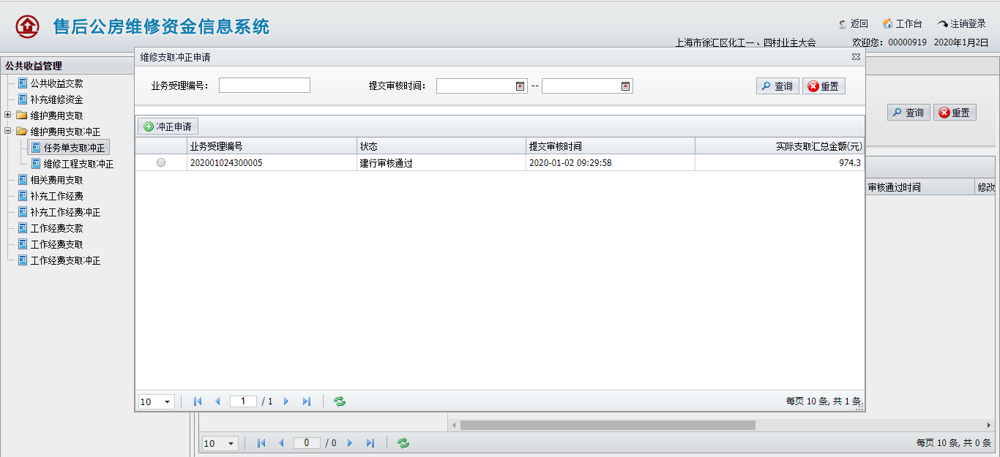 售后公房维修资金信息系统
返回 工作台 注销登录
上海市徐汇区化工一、四村业主大会 欢迎您：00000919 2020年1月2日
公共收益管理
公共收益交款
补充维修资金
维护费用支取
维护费用支取冲正
任务单支取冲正
维修工程支取冲正
相关费用支取
补充工作经费
补充工作经费冲正
工作经费交款
工作经费支取
工作经费支取冲正
维修支取冲正申请
业务受理编号： 提交审核时间： -- 查询 重置
冲正申请
业务受理编号 状态 提交审核时间 实际支取汇总金额(元)
202001024300005 建行审核通过 2020-01-02 09:29:58 974.3
10 1 / 1 每页 10 条, 共 1 条
查询 重置
审核通过时间 修改
10 0 / 0 每页 10 条, 共 0 条